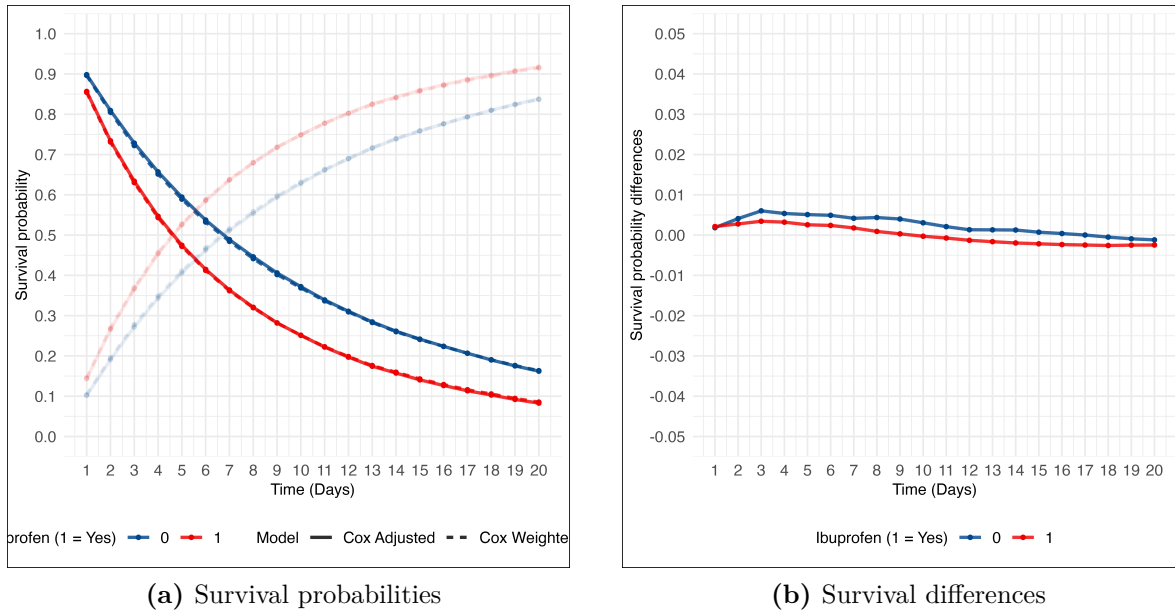 1.0
0.9
0.8
0.7
0.6
0.5
0.4
0.3
0.2
0.1
0.0
Survival probability
1 2 3 4 5 6 7 8 9 10 11 12 13 14 15 16 17 18 19 20
Time (Days)
profen (1 = Yes) 0 1 Model Cox Adjusted Cox Weighte
(a) Survival probabilities
0.05
0.04
0.03
0.02
0.01
0.00
-0.01
-0.02
-0.03
-0.04
-0.05
Survival probability differences
1 2 3 4 5 6 7 8 9 10 11 12 13 14 15 16 17 18 19 20
Time (Days)
Ibuprofen (1 = Yes) 0 1
(b) Survival differences